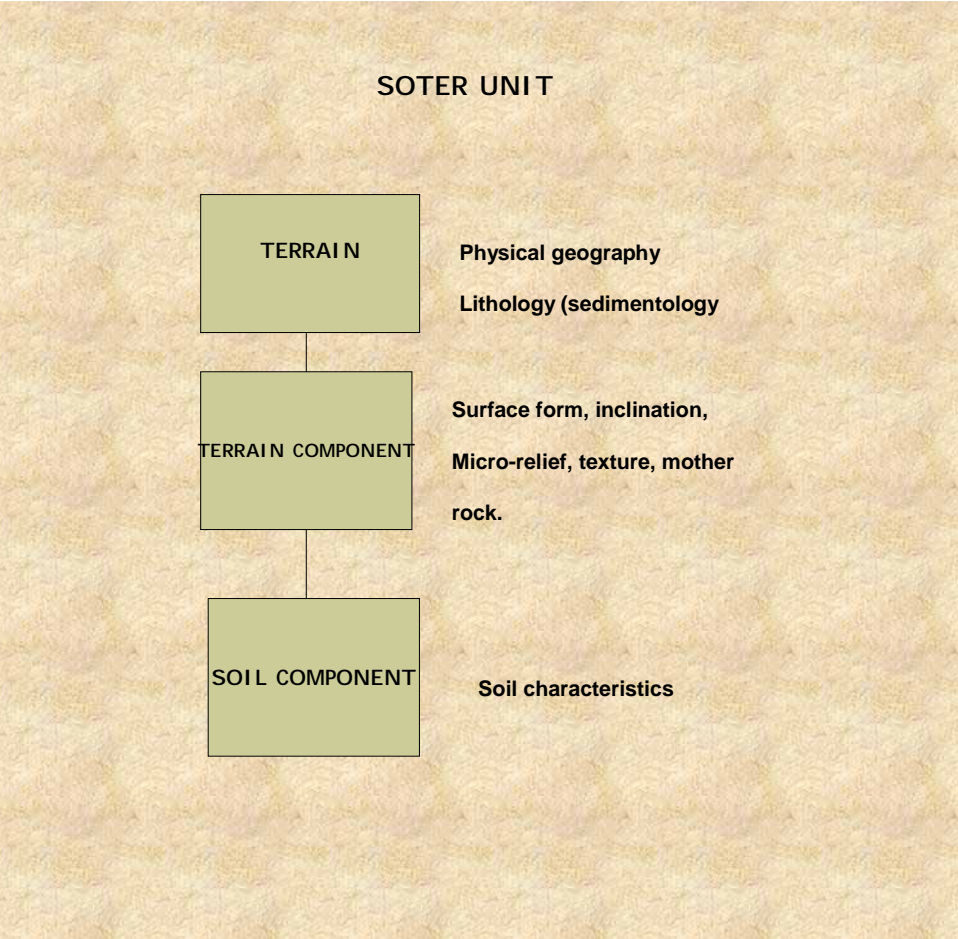 SOTER UNIT
TERRAIN
Physical geography
Lithology (sedimentology
TERRAIN COMPONENT
Surface form, inclination,
Micro-relief, texture, mother
rock.
SOIL COMPONENT
Soil characteristics